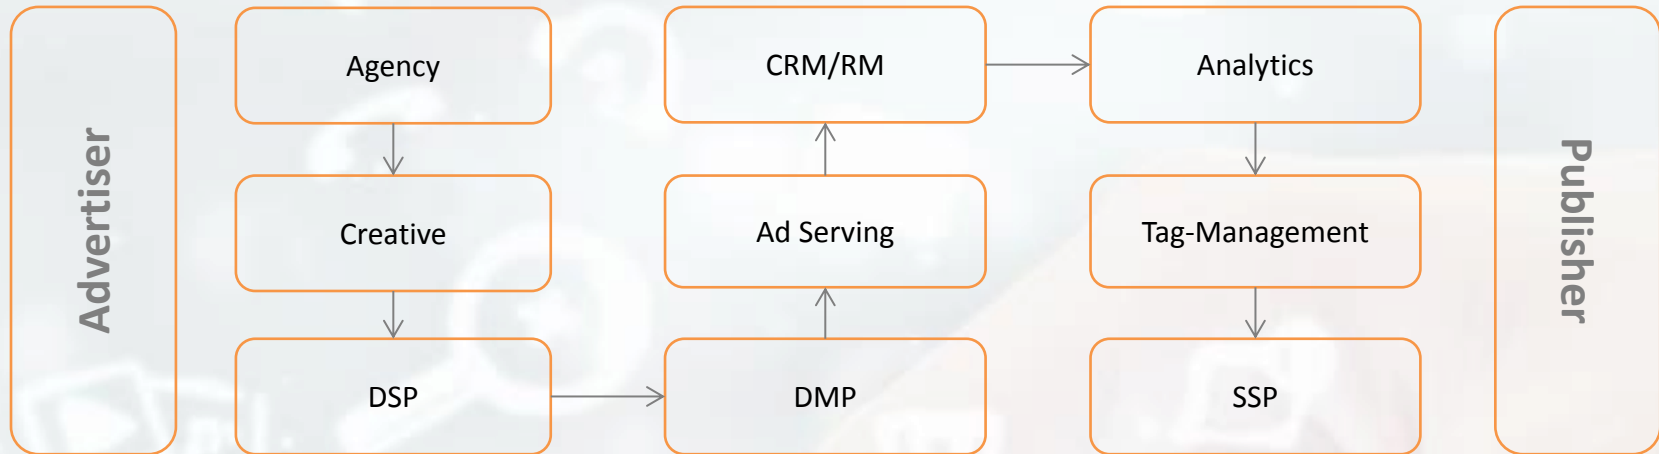 Advertiser
Agency
Creative
DSP
DMP
Ad Serving
CRM/RM
Analytics
Tag-Management
SSP
Publisher